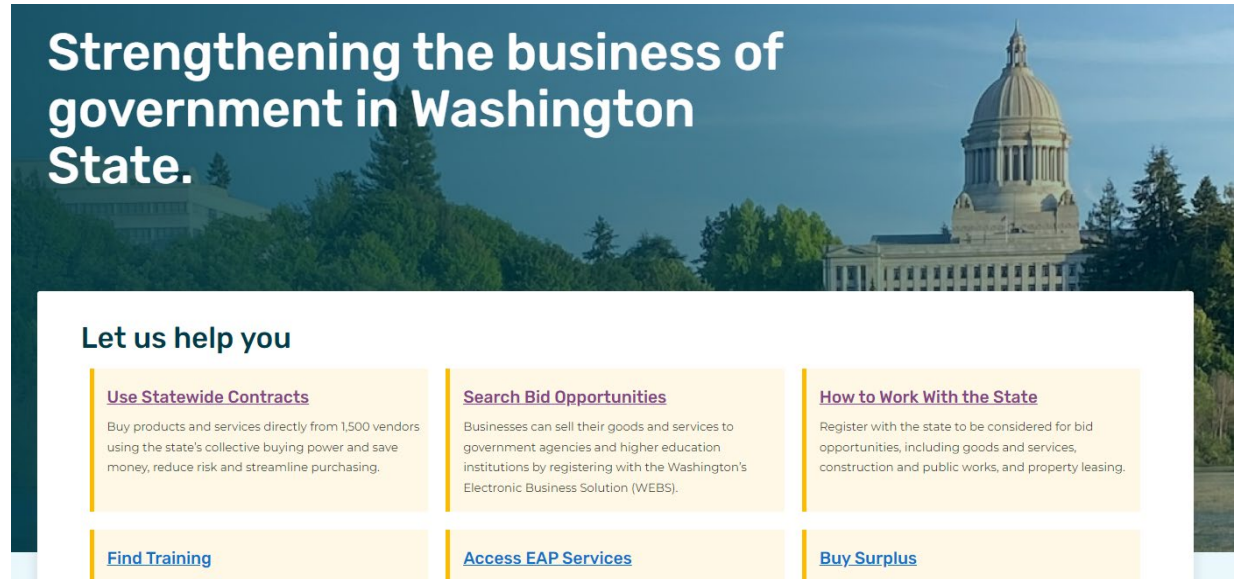 Strengthening the business of
government in Washington
State.
Let us help you
Use Statewide Contracts
Buy products and services directly from 1,500 vendors
using the state's collective buying power and save
money, reduce risk and streamline purchasing.
Search Bid Opportunities
Businesses can sell their goods and services to
government agencies and higher education
institutions by registering with the Washington's
Electronic Business Solution (WEBS).
How to Work With the State
Register with the state to be considered for bid
opportunities, including goods and services,
construction and public works, and property leasing.
Find Training
Access EAP Services
Buy Surplus